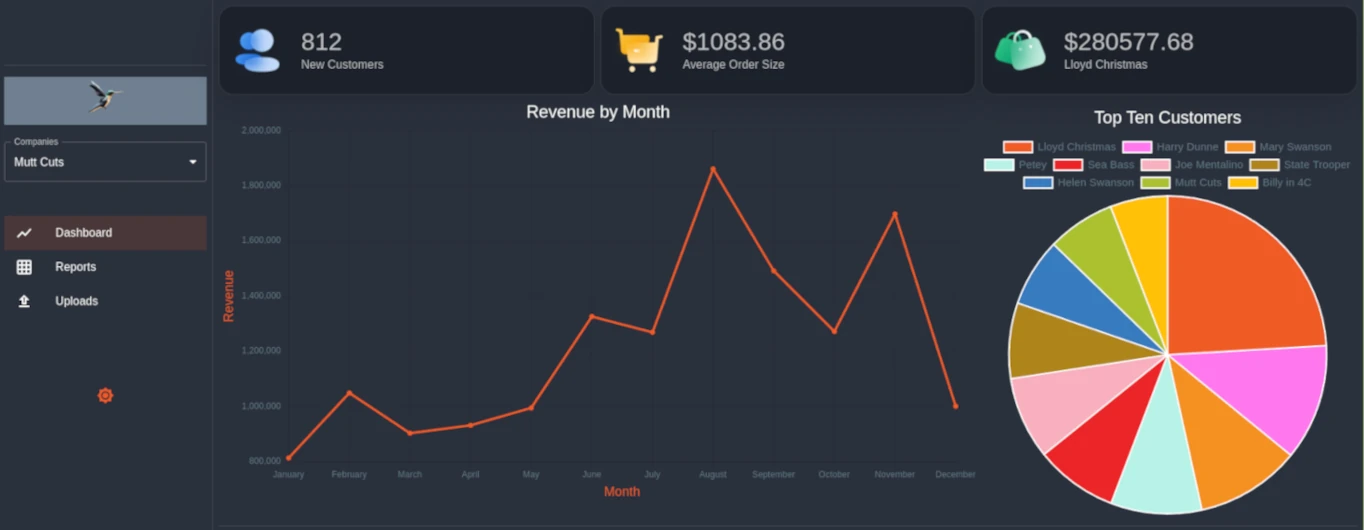 812
New Customers
$1083.86
Average Order Size
$280577.68
Lloyd Christmas
Companies
Mutt Cuts
Dashboard
Reports
Uploads
Revenue by Month
Revenue
2,000,000
1,800,000
1,600,000
1,400,000
1,200,000
1,000,000
800,000
January February March April May June July August September October November December
Month
Top Ten Customers
Lloyd Christmas Harry Dunne Mary Swanson
Petey Sea Bass Joe Mentalino State Trooper
Helen Swanson Mutt Cuts Billy in 4C